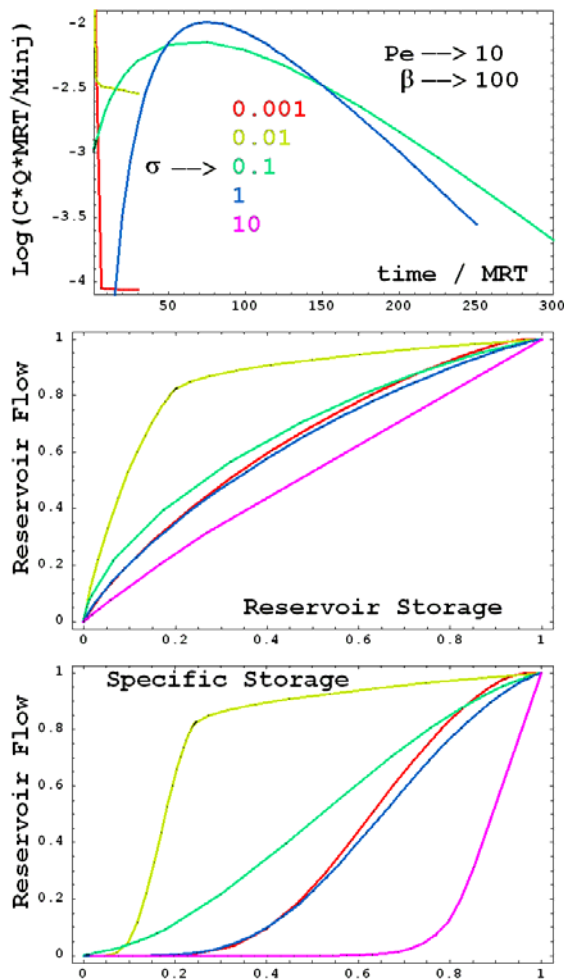 Log(C*Q*MRT/Minj)
-2
-2.5
-3
-3.5
-4
Pe --> 10
β --> 100
σ -->
0.001
0.01
0.1
1
10
time / MRT
50 100 150 200 250 300
Reservoir Flow
1
0.8
0.6
0.4
0.2
0
Reservoir Storage
0 0.2 0.4 0.6 0.8 1
Specific Storage
Reservoir Flow
1
0.8
0.6
0.4
0.2
0
0 0.2 0.4 0.6 0.8 1